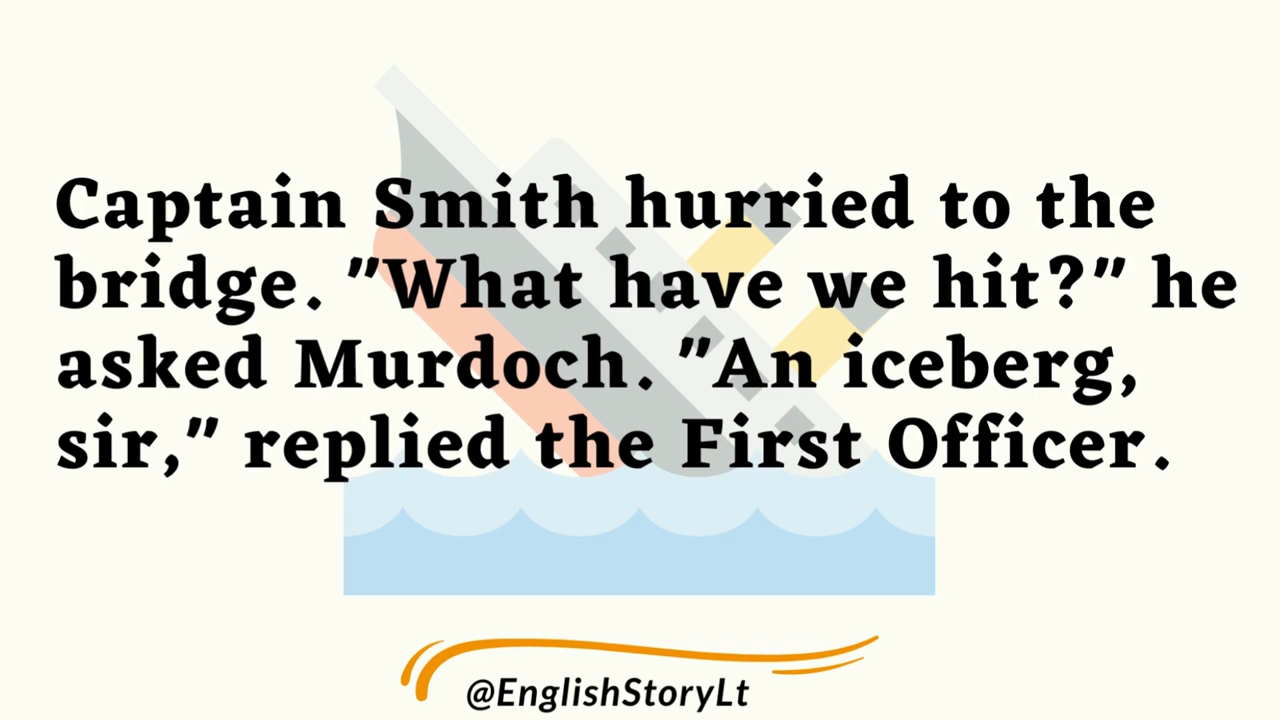 Captain Smith hurried to the
bridge. "What have we hit?" he
asked Murdoch. "An iceberg,
sir," replied the First Officer.
@EnglishStoryLt